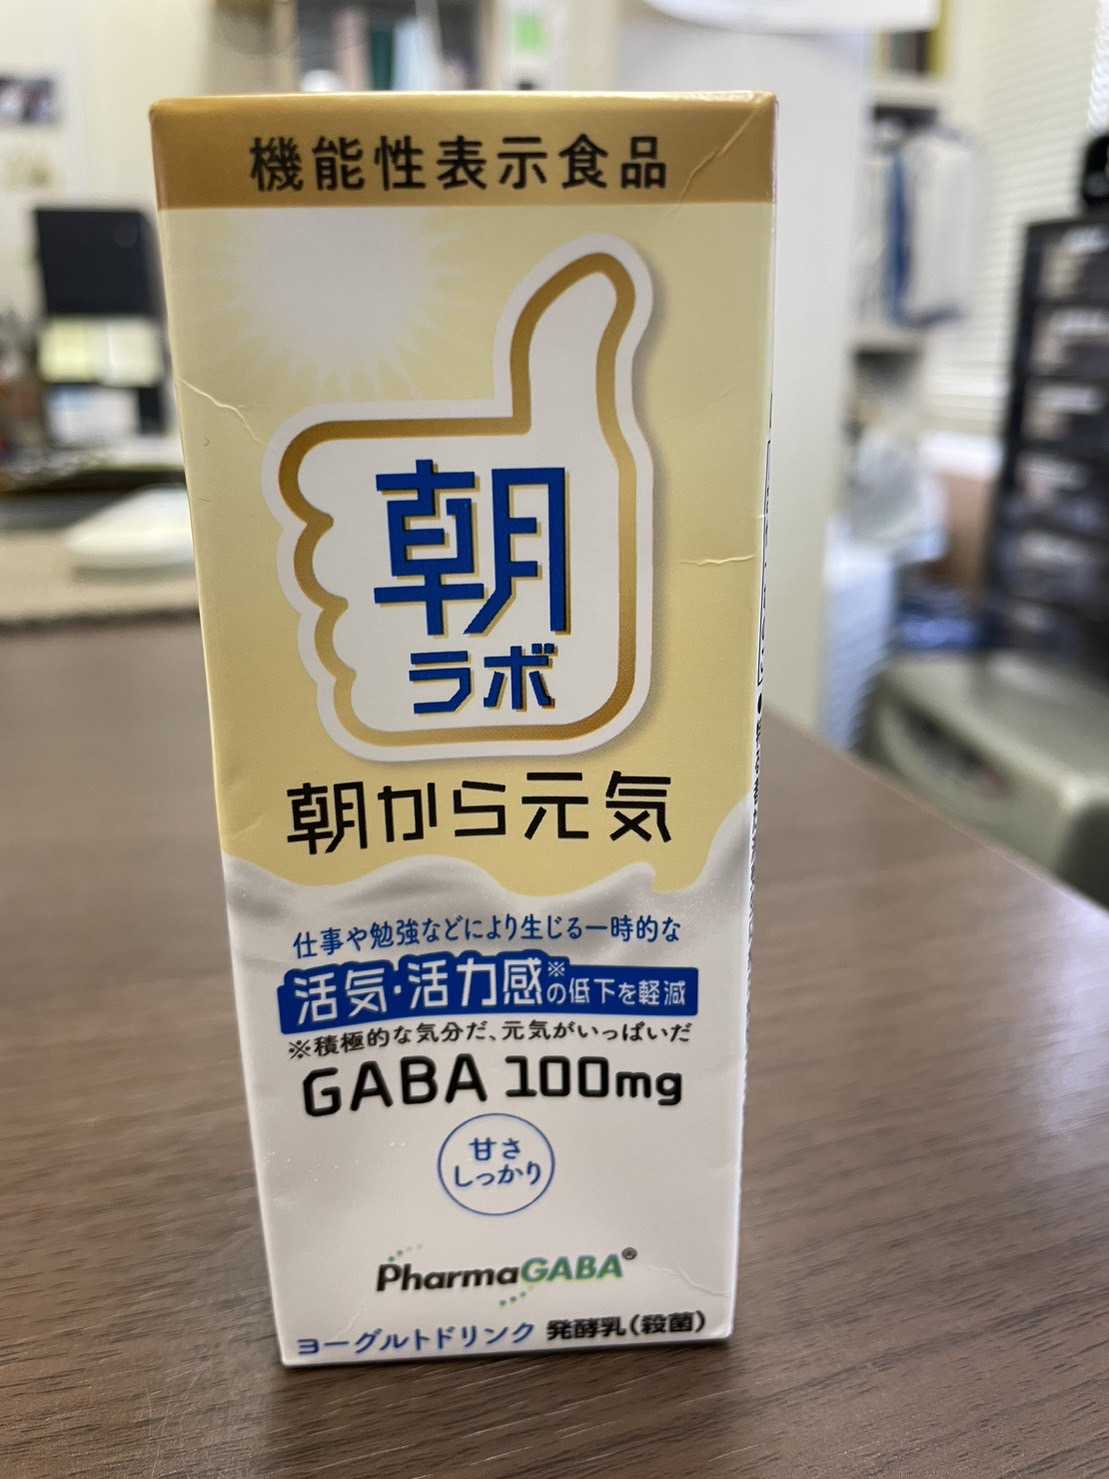 機能性表示食品
朝
ラボ
朝から元気
仕事や勉強などにより生じる一時的な
活気・活力感※の低下を軽減
※積極的な気分だ、元気がいっぱいだ
GABA 100mg
甘さ
しっかり
PharmaGABA®
ヨーグルトドリンク 発酵乳(殺菌)